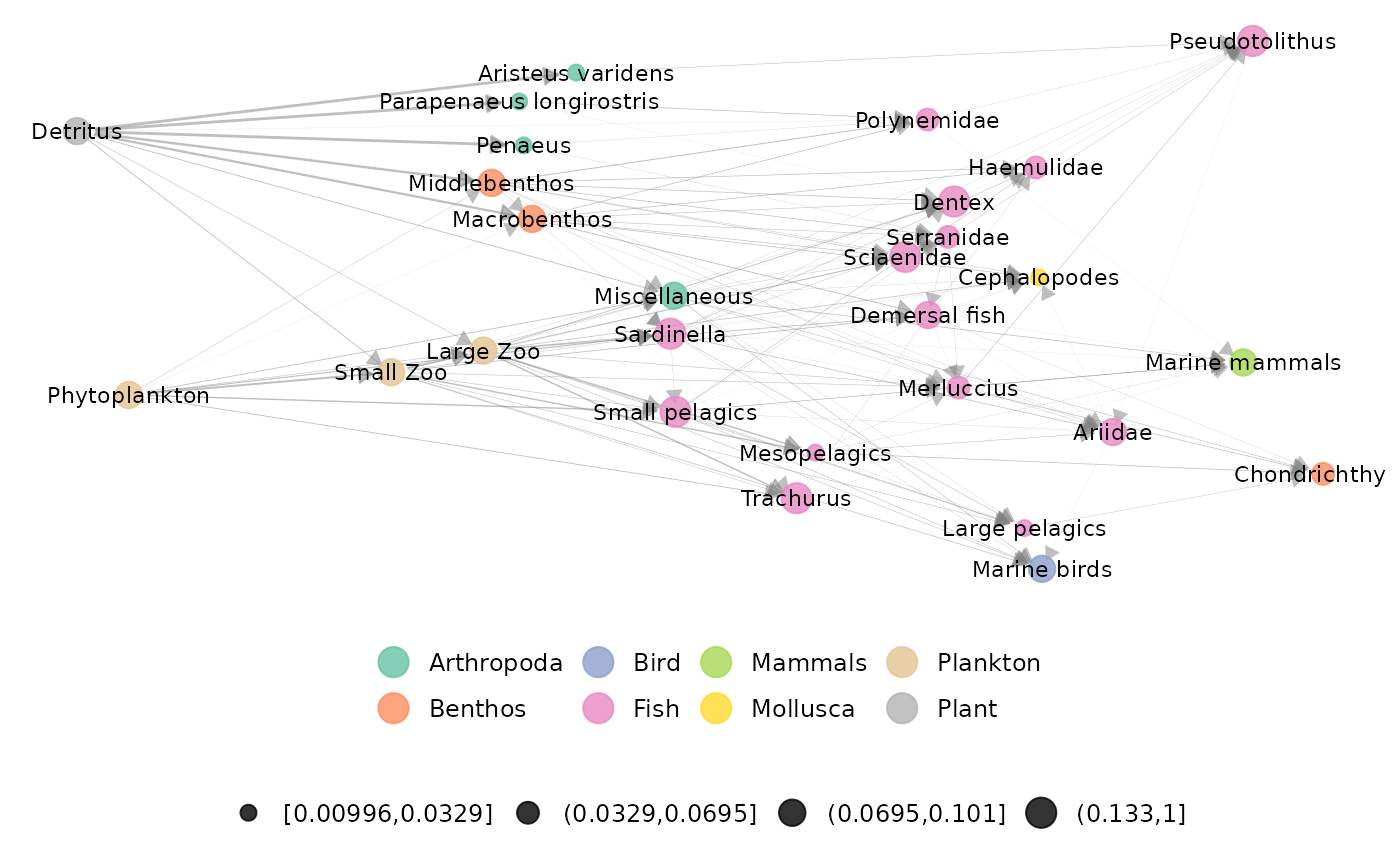 Pseudotolithus
Aristeus varidens
Parapenaeus longirostris
Polynemidae
Detritus
Penaeus
Haemulidae
Middlebenthos
Dentex
Macrobenthos
Serranidae
Sciaenidae
Cephalopodes
Miscellaneous
Demersal fish
Sardinella
Large Zoo
Marine mammals
Small Zoo
Merluccius
Phytoplankton
Small pelagics
Ariidae
Mesopelagics
Chondrichthy
Trachurus
Large pelagics
Marine birds
Arthropoda Bird Mammals Plankton
Benthos Fish Mollusca Plant
[0.00996,0.0329] (0.0329,0.0695] (0.0695,0.101] (0.133,1]